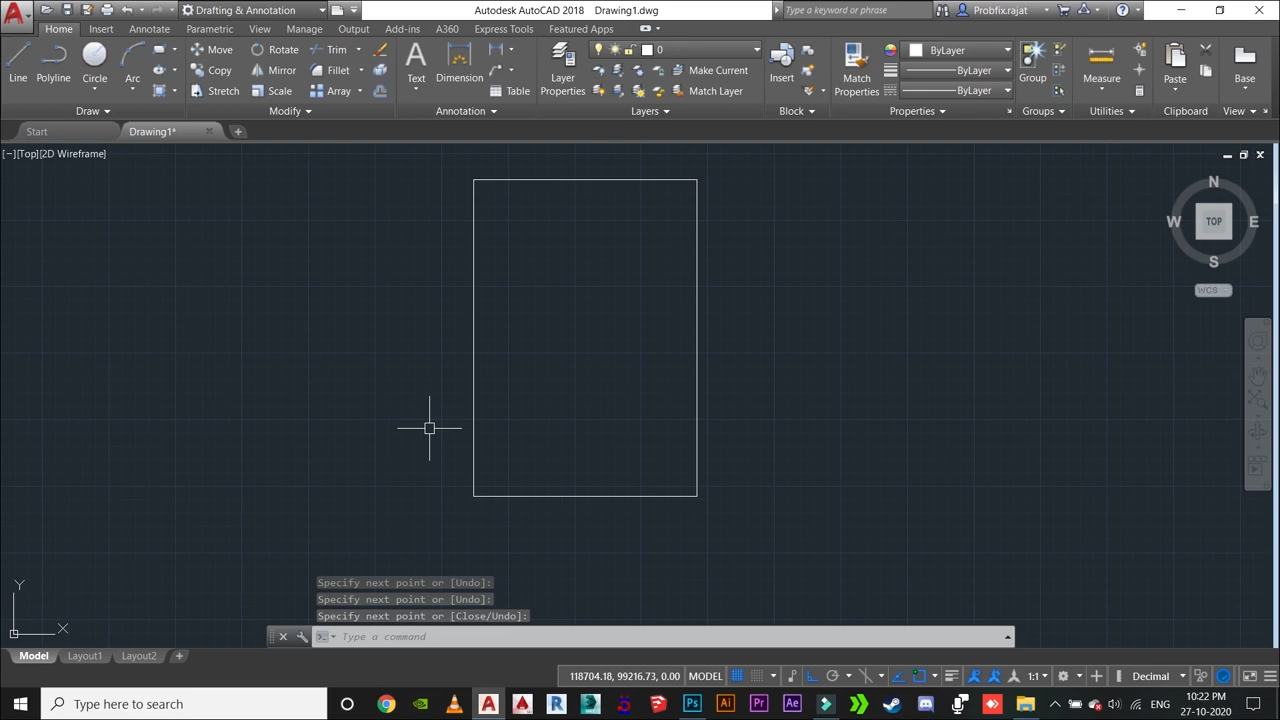 Autodesk AutoCAD 2018 Drawing1.dwg
Drafting & Annotation
Type a keyword or phrase
Probfix.rajat
Home Insert Annotate Parametric View Manage Output Add-ins A360 Express Tools Featured Apps
Line Polyline Circle Arc
Move Rotate Trim
Copy Mirror Fillet
Stretch Scale Array
Text Dimension Table
Layer Properties
0
Make Current
Match Layer
Insert
Match Properties
ByLayer
ByLayer
ByLayer
Group
Measure
Paste
Base
Draw Modify Annotation Layers Block Properties Groups Utilities Clipboard View
Start Drawing1*
[−][Top][2D Wireframe]
N
W TOP E
S
WCS
Y
X
Specify next point or [Undo]:
Specify next point or [Undo]:
Specify next point or [Close/Undo]:
Type a command
Model Layout1 Layout2
118704.18, 99216.73, 0.00 MODEL 1:1 Decimal
Type here to search
ENG
10:22 PM
27-10-2020